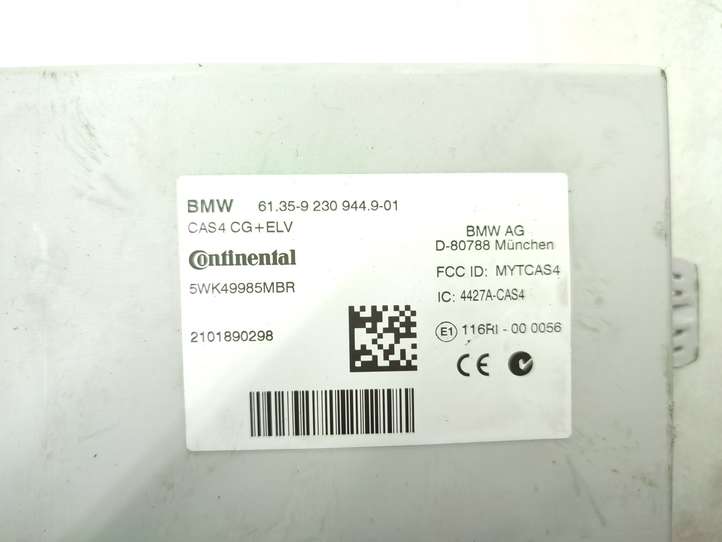 BMW 61.35-9 230 944.9-01
CAS4 CG+ELV
Continental
5WK49985MBR
2101890298
BMW AG
D-80788 München
FCC ID: MYTCAS4
IC: 4427A-CAS4
E1 116RI - 00 0056
CE